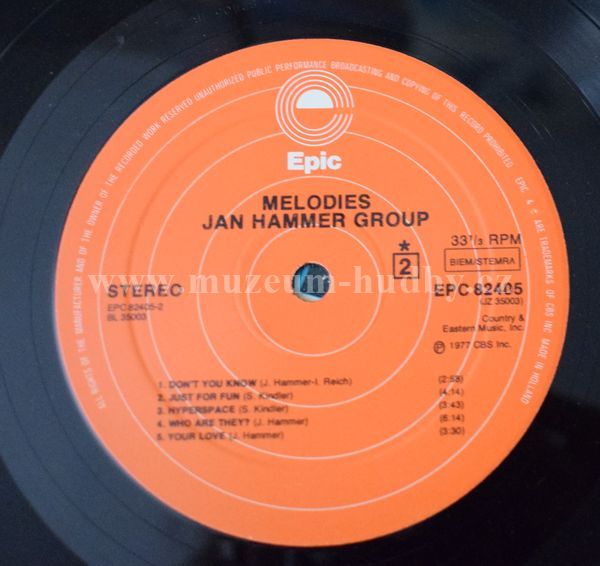 ALL RIGHTS OF THE MANUFACTURER AND OF THE OWNER OF THE RECORDED WORK RESERVED UNAUTHORIZED PUBLIC PERFORMANCE BROADCASTING AND COPYING OF THIS RECORD PROHIBITED EPIC, & ARE TRADEMARKS OF CBS INC MADE IN HOLLAND
Epic
MELODIES
JAN HAMMER GROUP
* 33⅓ RPM
2 BIEM/STEMRA
www.muzeum-hudby.cz
STEREO EPC 82405
EPC 82405-2 (JZ 35003)
BL 35003
Country &
Eastern Music, Inc.
℗ 1977 CBS Inc.
1. DON'T YOU KNOW (J. Hammer-I. Reich) (2:58)
2. JUST FOR FUN (S. Kindler) (4:14)
3. HYPERSPACE (S. Kindler) (3:43)
4. WHO ARE THEY? (J. Hammer) (6:14)
5. YOUR LOVE (J. Hammer) (3:30)